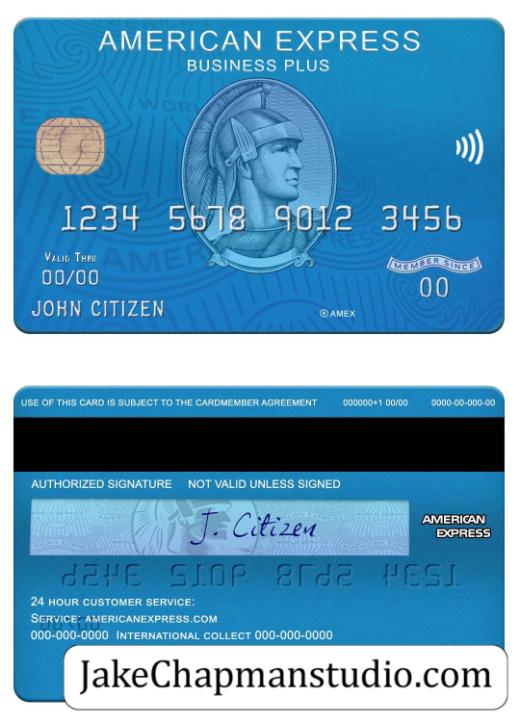 AMERICAN EXPRESS
BUSINESS PLUS
1234 5678 9012 3456
VALID THRU
00/00
MEMBER SINCE
00
JOHN CITIZEN
® AMEX
USE OF THIS CARD IS SUBJECT TO THE CARDMEMBER AGREEMENT 000000+1 00/00 0000-00-000-00
AUTHORIZED SIGNATURE NOT VALID UNLESS SIGNED
J. Citizen
AMERICAN
EXPRESS
24 HOUR CUSTOMER SERVICE:
SERVICE: AMERICANEXPRESS.COM
000-000-0000 INTERNATIONAL COLLECT 000-000-0000
JakeChapmanstudio.com